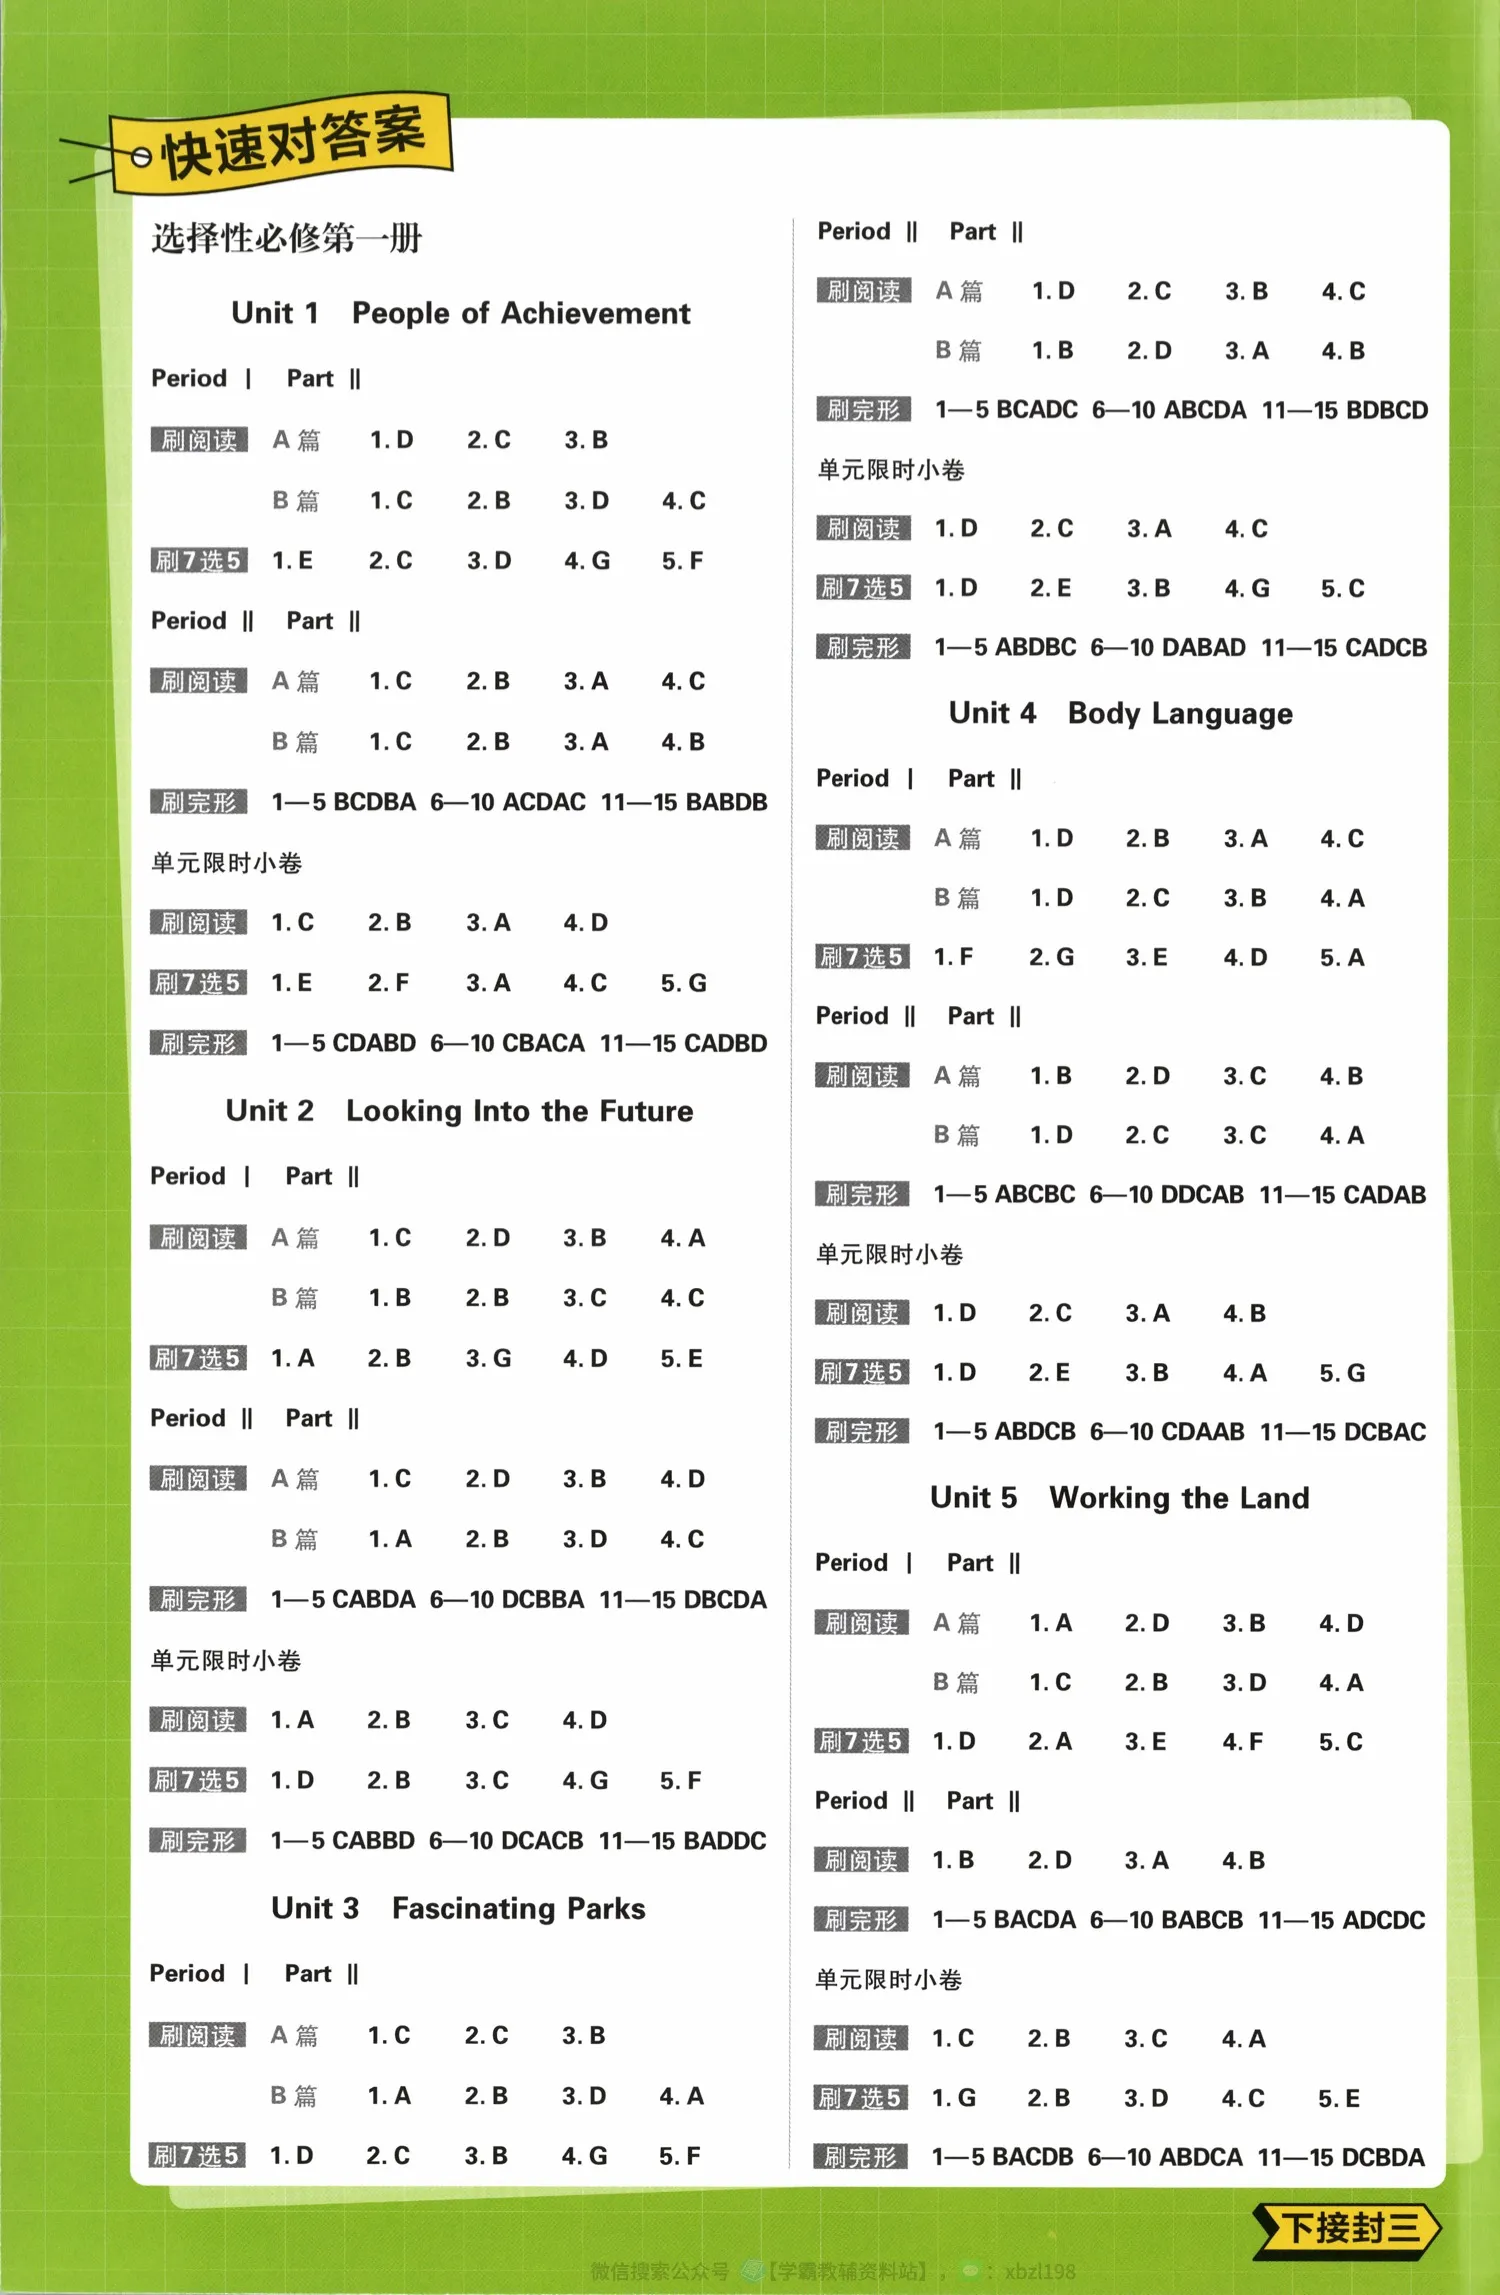 快速对答案
选择性必修第一册
Unit 1 People of Achievement
Period Ⅰ Part Ⅱ
刷阅读 A篇 1. D 2. C 3. B
B篇 1. C 2. B 3. D 4. C
刷7选5 1. E 2. C 3. D 4. G 5. F
Period Ⅱ Part Ⅱ
刷阅读 A篇 1. C 2. B 3. A 4. C
B篇 1. C 2. B 3. A 4. B
刷完形 1—5 BCDBA 6—10 ACDAC 11—15 BABDB
单元限时小卷
刷阅读 1. C 2. B 3. A 4. D
刷7选5 1. E 2. F 3. A 4. C 5. G
刷完形 1—5 CDABD 6—10 CBACA 11—15 CADBD
Unit 2 Looking Into the Future
Period Ⅰ Part Ⅱ
刷阅读 A篇 1. C 2. D 3. B 4. A
B篇 1. B 2. B 3. C 4. C
刷7选5 1. A 2. B 3. G 4. D 5. E
Period Ⅱ Part Ⅱ
刷阅读 A篇 1. C 2. D 3. B 4. D
B篇 1. A 2. B 3. D 4. C
刷完形 1—5 CABDA 6—10 DCBBA 11—15 DBCDA
单元限时小卷
刷阅读 1. A 2. B 3. C 4. D
刷7选5 1. D 2. B 3. C 4. G 5. F
刷完形 1—5 CABBD 6—10 DCACB 11—15 BADDC
Unit 3 Fascinating Parks
Period Ⅰ Part Ⅱ
刷阅读 A篇 1. C 2. C 3. B
B篇 1. A 2. B 3. D 4. A
刷7选5 1. D 2. C 3. B 4. G 5. F
Period Ⅱ Part Ⅱ
刷阅读 A篇 1. D 2. C 3. B 4. C
B篇 1. B 2. D 3. A 4. B
刷完形 1—5 BCADC 6—10 ABCDA 11—15 BDBCD
单元限时小卷
刷阅读 1. D 2. C 3. A 4. C
刷7选5 1. D 2. E 3. B 4. G 5. C
刷完形 1—5 ABDBC 6—10 DABAD 11—15 CADCB
Unit 4 Body Language
Period Ⅰ Part Ⅱ
刷阅读 A篇 1. D 2. B 3. A 4. C
B篇 1. D 2. C 3. B 4. A
刷7选5 1. F 2. G 3. E 4. D 5. A
Period Ⅱ Part Ⅱ
刷阅读 A篇 1. B 2. D 3. C 4. B
B篇 1. D 2. C 3. C 4. A
刷完形 1—5 ABCBC 6—10 DDCAB 11—15 CADAB
单元限时小卷
刷阅读 1. D 2. C 3. A 4. B
刷7选5 1. D 2. E 3. B 4. A 5. G
刷完形 1—5 ABDCB 6—10 CDAAB 11—15 DCBAC
Unit 5 Working the Land
Period Ⅰ Part Ⅱ
刷阅读 A篇 1. A 2. D 3. B 4. D
B篇 1. C 2. B 3. D 4. A
刷7选5 1. D 2. A 3. E 4. F 5. C
Period Ⅱ Part Ⅱ
刷阅读 1. B 2. D 3. A 4. B
刷完形 1—5 BACDA 6—10 BABCB 11—15 ADCDC
单元限时小卷
刷阅读 1. C 2. B 3. C 4. A
刷7选5 1. G 2. B 3. D 4. C 5. E
刷完形 1—5 BACDB 6—10 ABDCA 11—15 DCBDA
下接封三
微信搜索公众号【学霸教辅资料站】，：xbzl198